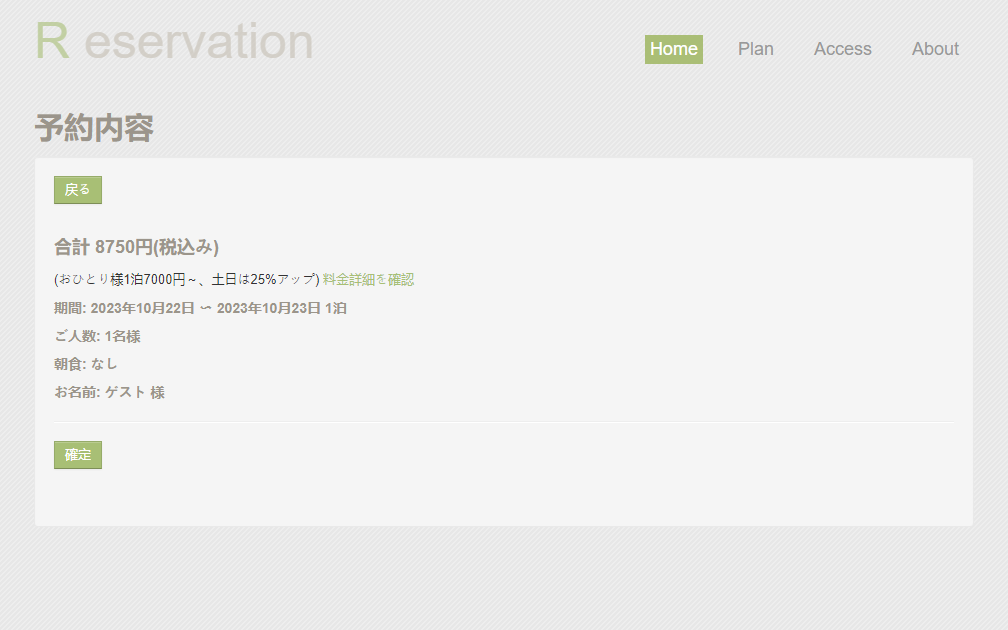 R eservation
Home Plan Access About
予約内容
戻る
合計 8750円(税込み)
(おひとり様1泊7000円～、土日は25%アップ) 料金詳細を確認
期間: 2023年10月22日 〜 2023年10月23日 1泊
ご人数: 1名様
朝食: なし
お名前: ゲスト 様
確定